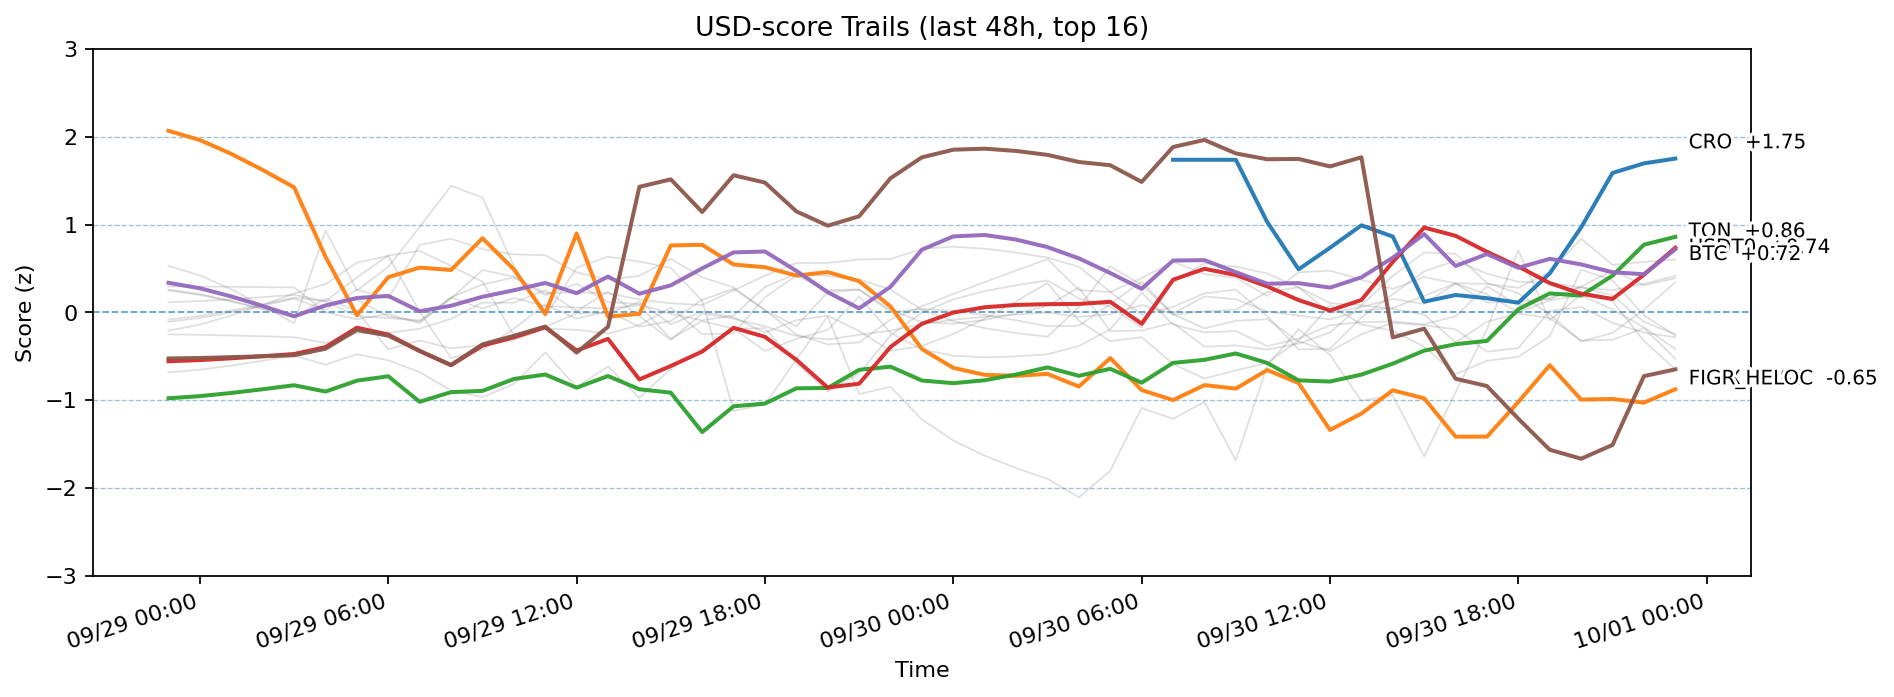 USD-score Trails (last 48h, top 16)
Score (z)
3
2
1
0
−1
−2
−3
CRO +1.75
TON +0.86
BTC +0.72
FIGR_HELOC -0.65
09/29 00:00
09/29 06:00
09/29 12:00
09/29 18:00
09/30 00:00
09/30 06:00
09/30 12:00
09/30 18:00
10/01 00:00
Time